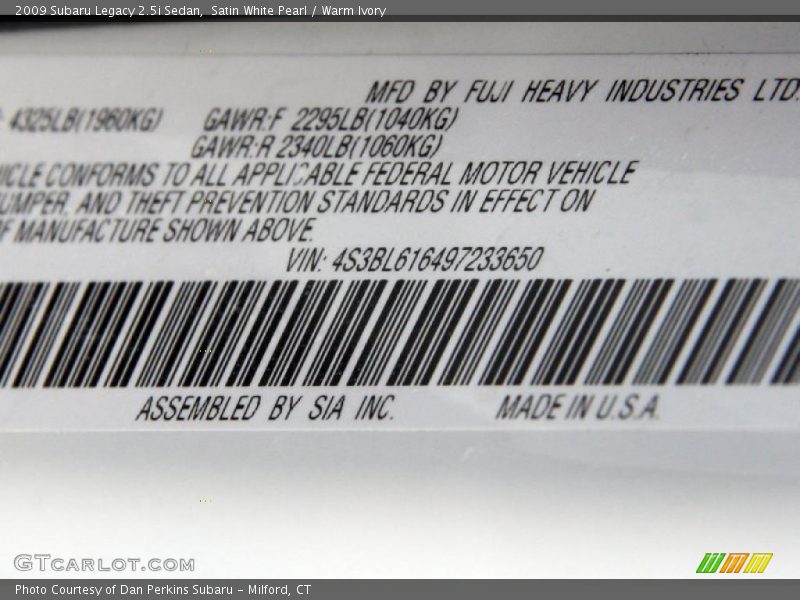 2009 Subaru Legacy 2.5i Sedan,  Satin White Pearl / Warm Ivory
MFD BY FUJI HEAVY INDUSTRIES LTD.
4325LB(1960KG) GAWR:F 2295LB(1040KG)
GAWR:R 2340LB(1060KG)
CONFORMS TO ALL APPLICABLE FEDERAL MOTOR VEHICLE
AND THEFT PREVENTION STANDARDS IN EFFECT ON
MANUFACTURE SHOWN ABOVE.
VIN: 4S3BL616497233650
ASSEMBLED BY SIA INC. MADE IN U.S.A.
GTCARLOT.COM
Photo Courtesy of Dan Perkins Subaru - Milford, CT